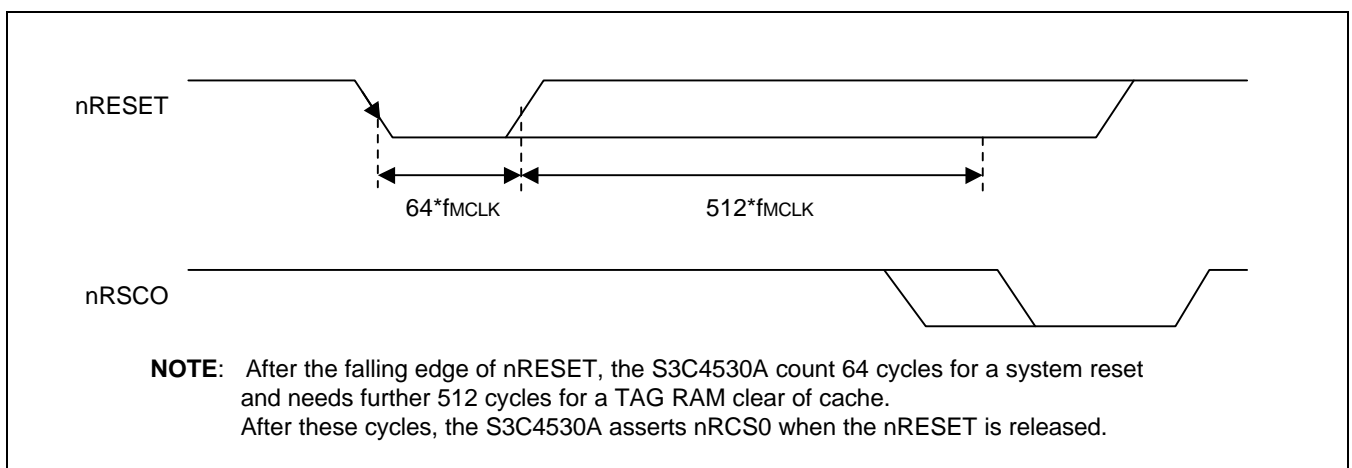 nRESET
64*fMCLK
512*fMCLK
nRSCO
NOTE: After the falling edge of nRESET, the S3C4530A count 64 cycles for a system reset
and needs further 512 cycles for a TAG RAM clear of cache.
After these cycles, the S3C4530A asserts nRCS0 when the nRESET is released.